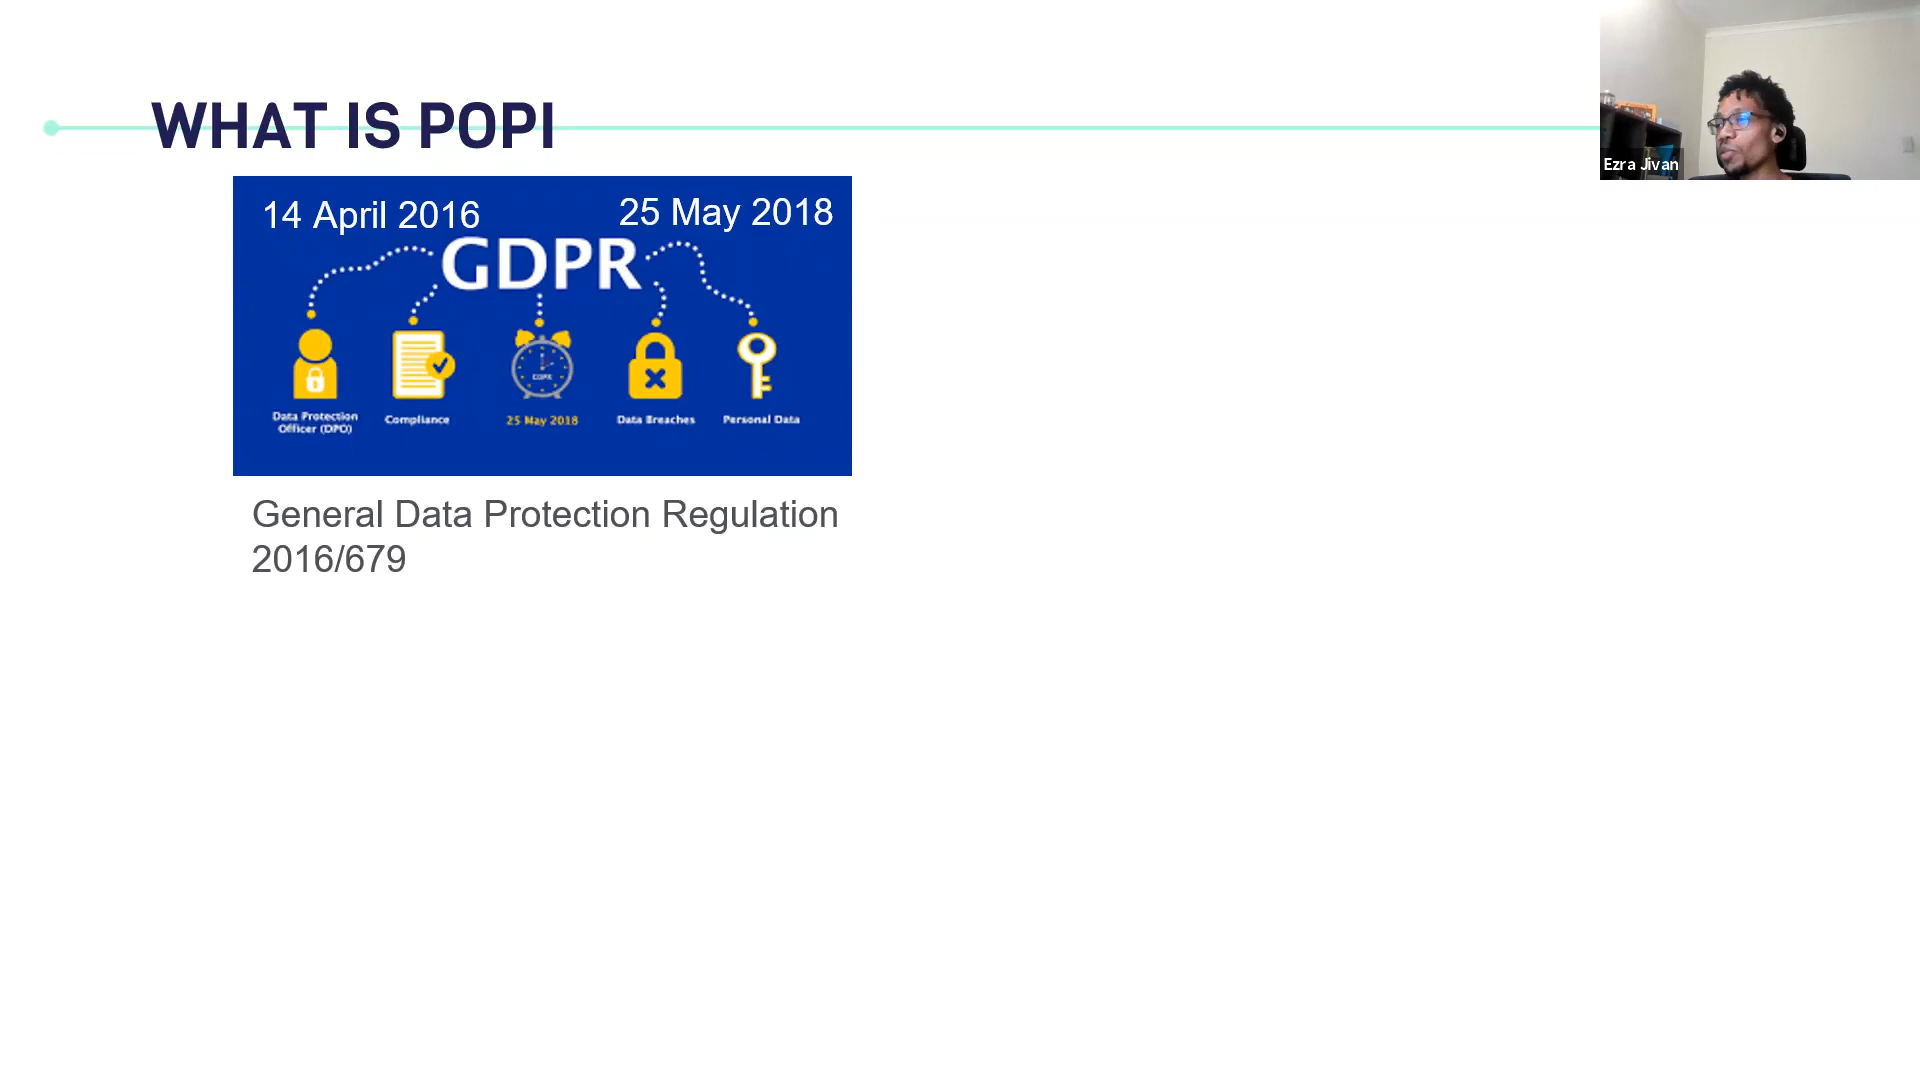 WHAT IS POPI
Ezra Jivan
14 April 2016
25 May 2018
GDPR
Data Protection
Officer (DPO)
Compliance
GDPR
25 May 2018
Data Breaches
Personal Data
General Data Protection Regulation
2016/679